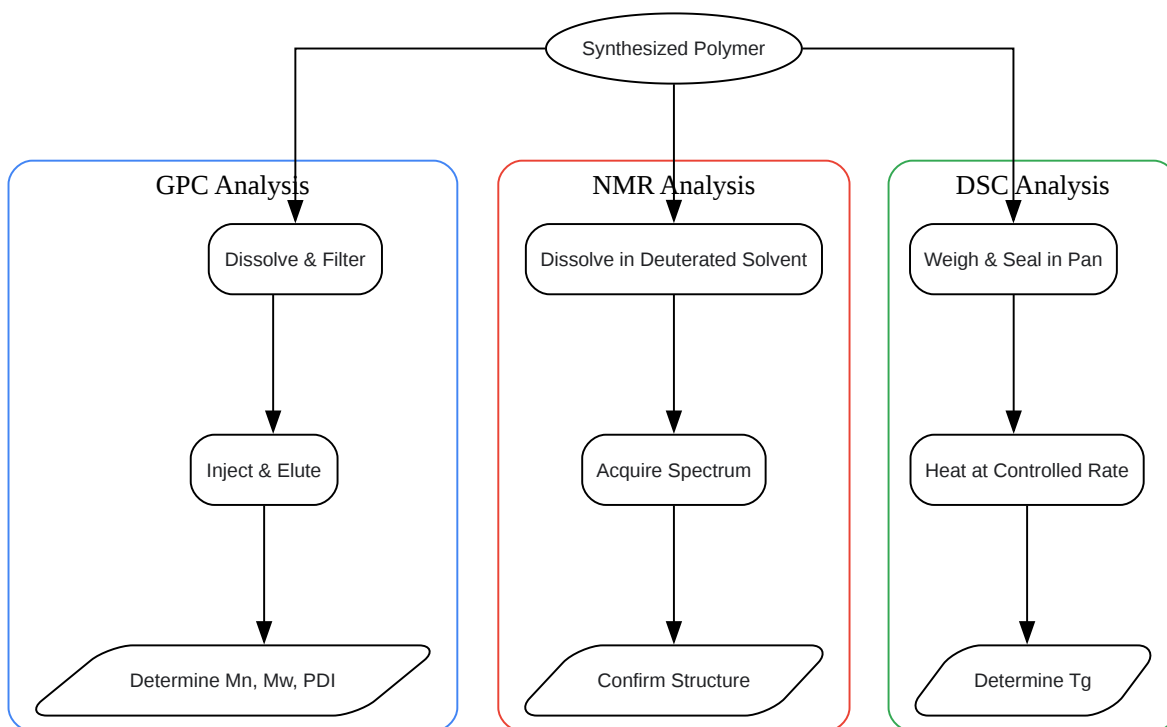 Synthesized Polymer
GPC Analysis
Dissolve & Filter
Inject & Elute
Determine Mn, Mw, PDI
NMR Analysis
Dissolve in Deuterated Solvent
Acquire Spectrum
Confirm Structure
DSC Analysis
Weigh & Seal in Pan
Heat at Controlled Rate
Determine Tg